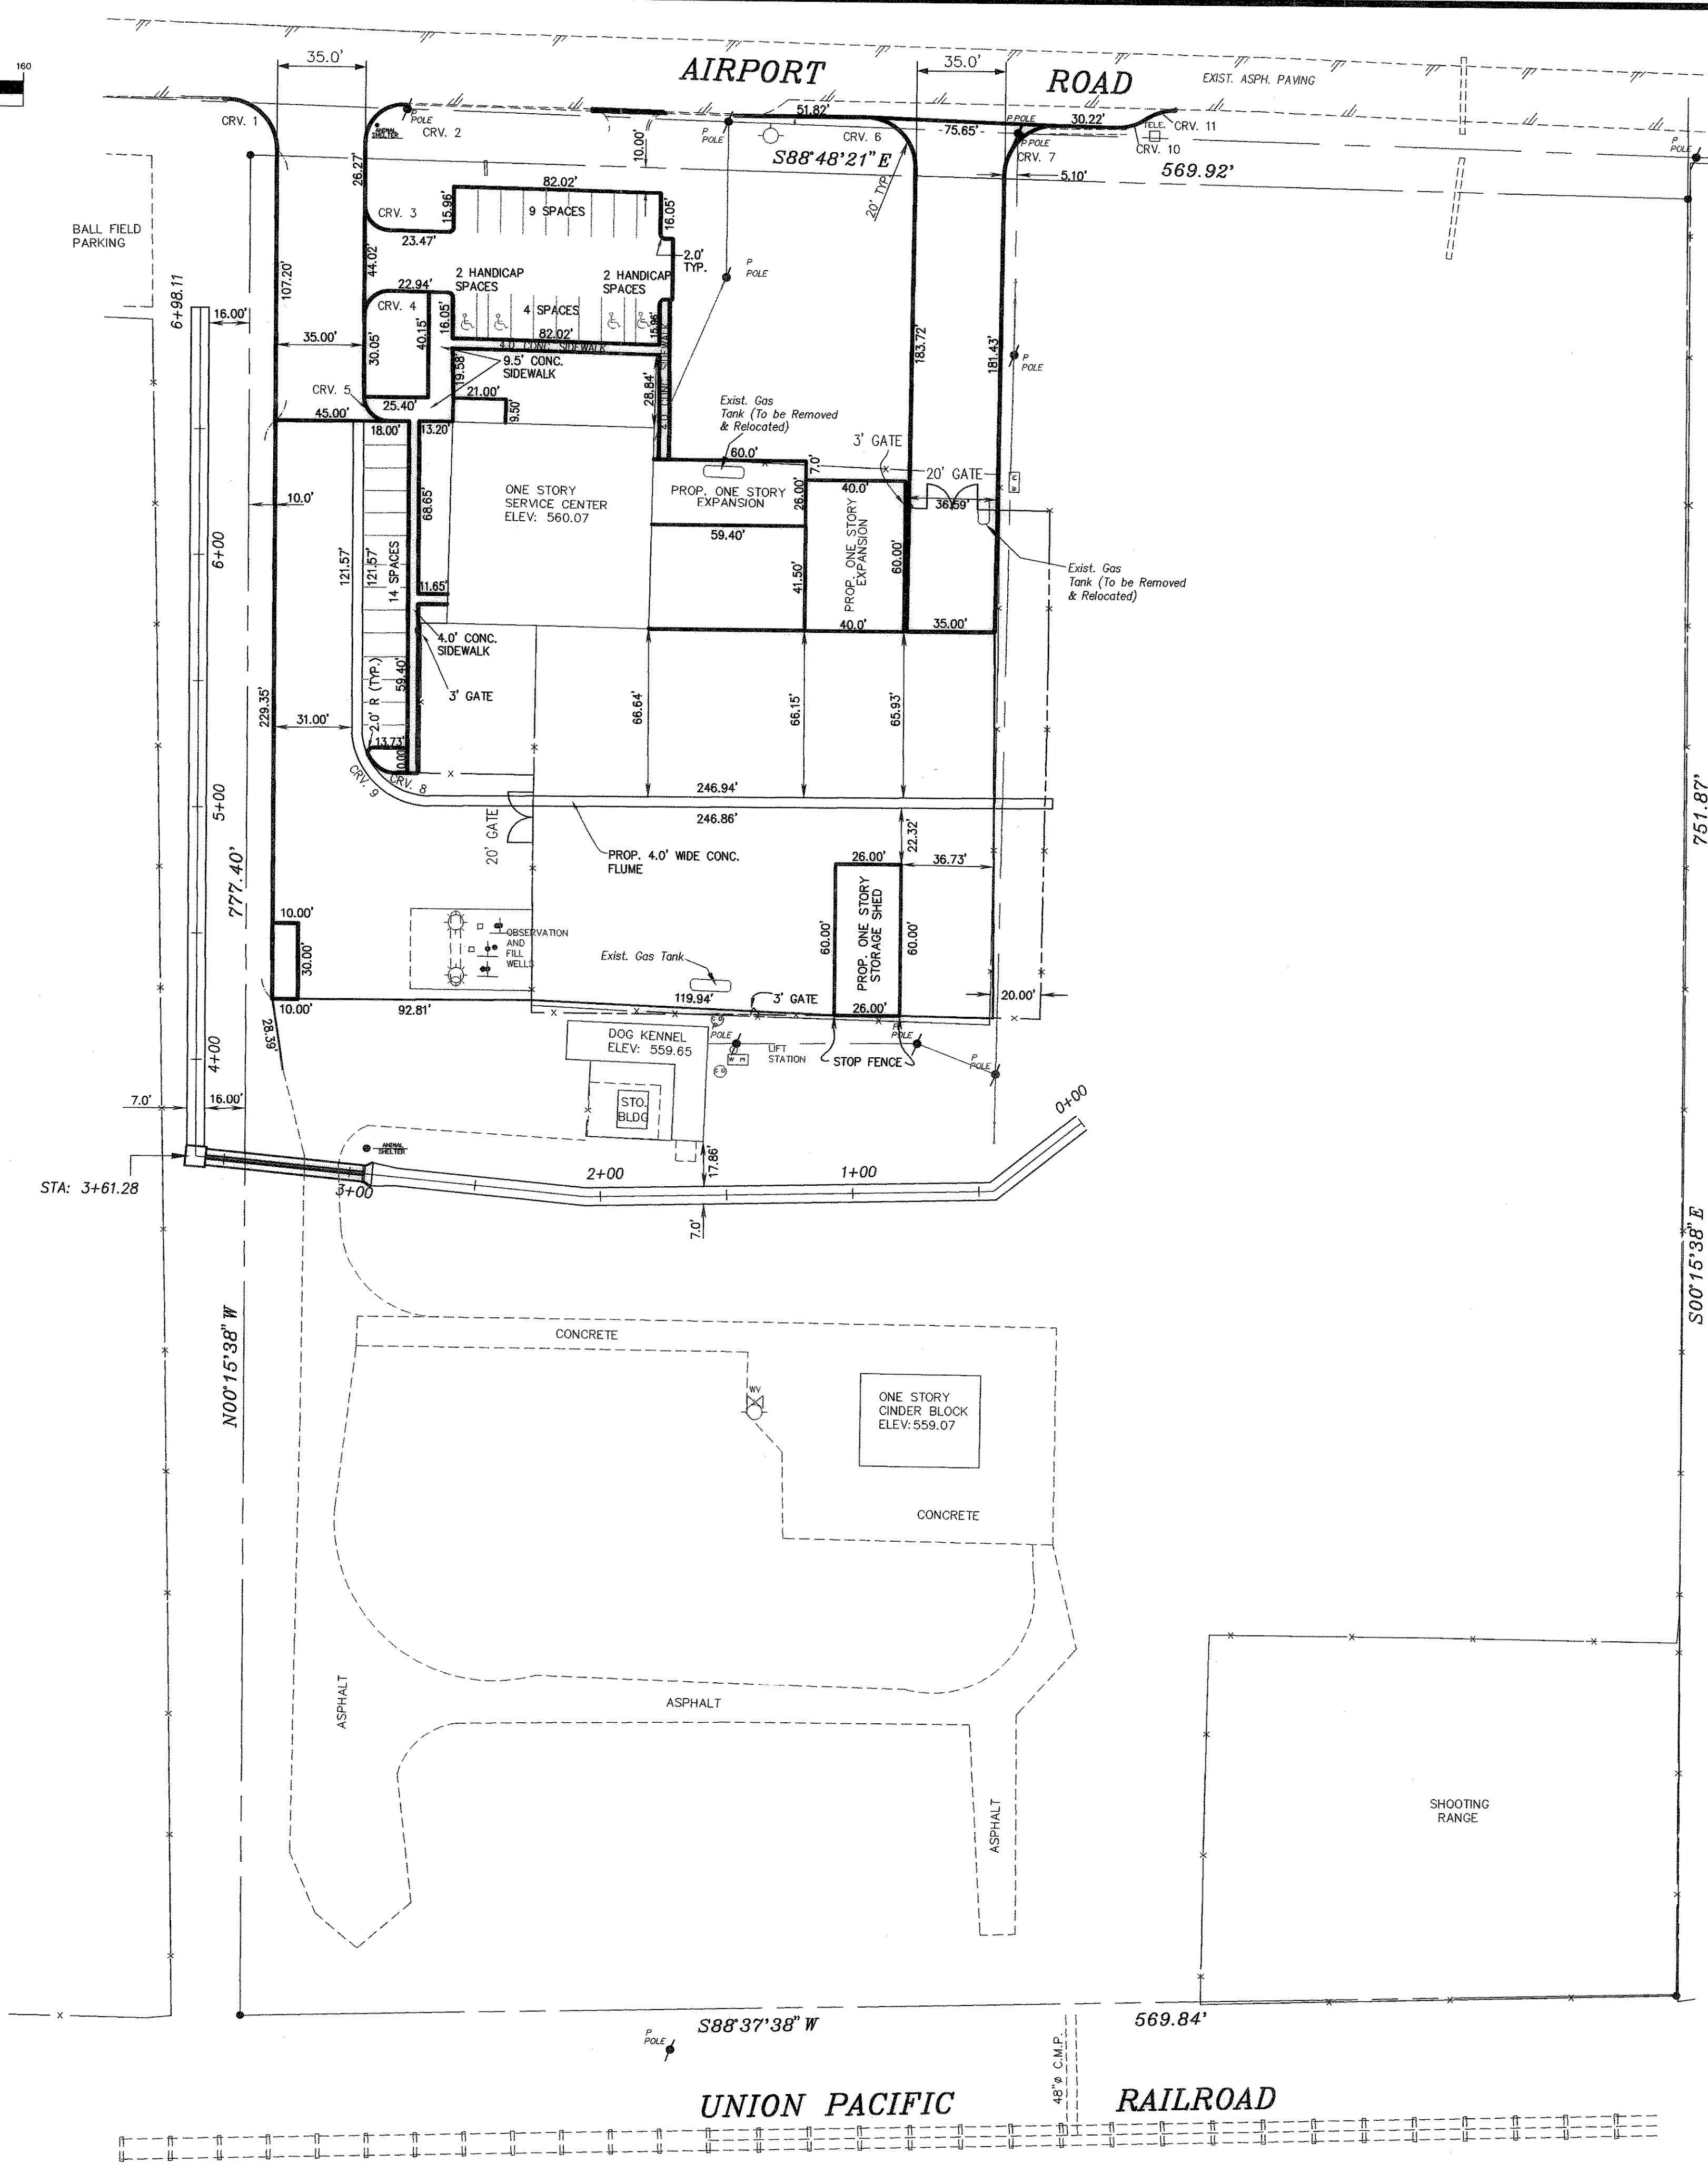 160
35.0'
AIRPORT ROAD
35.0'
EXIST. ASPH. PAVING
CRV. 1
P
POLE
ANIMAL
SHELTER
CRV. 2
10.00'
P
POLE
51.82'
CRV. 6
75.65'
P POLE
P POLE
30.22'
TELE.
CRV. 11
CRV. 10
CRV. 7
P
POLE
S88°48'21" E
569.92'
5.10'
20' TYP.
26.27'
82.02'
9 SPACES
15.96'
16.05'
CRV. 3
23.47'
BALL FIELD
PARKING
44.02'
2.0'
TYP.
P
POLE
2 HANDICAP
SPACES
2 HANDICAP
SPACES
107.20'
6+98.11
16.00'
22.94'
CRV. 4
16.05'
4 SPACES
15.96'
82.02'
4.0' CONC. SIDEWALK
35.00'
30.05'
40.15'
9.5' CONC.
SIDEWALK
19.58'
4.0' CONC. SIDEWALK
28.84'
183.72'
181.43'
P
POLE
CRV. 5
25.40'
21.00'
9.50'
45.00'
18.00'
13.20'
Exist. Gas
Tank (To be Removed
& Relocated)
3' GATE
60.0'
7.0'
20' GATE
10.0'
68.65'
ONE STORY
SERVICE CENTER
ELEV: 560.07
PROP. ONE STORY
EXPANSION
26.00'
40.0'
36.69'
59.40'
PROP. ONE STORY
EXPANSION
60.00'
41.50'
6+00
121.57'
121.57'
14 SPACES
11.65'
Exist. Gas
Tank (To be Removed
& Relocated)
40.0'
35.00'
4.0' CONC.
SIDEWALK
3' GATE
2.0' R (TYP.)
59.40'
229.35'
31.00'
66.64'
66.15'
65.93'
13.73'
10.00'
CRV. 9
CRV. 8
5+00
777.40'
246.94'
246.86'
20' GATE
PROP. 4.0' WIDE CONC.
FLUME
22.32'
26.00'
36.73'
751.87'
10.00'
30.00'
OBSERVATION
AND
FILL
WELLS
Exist. Gas Tank
60.00'
PROP. ONE STORY
STORAGE SHED
60.00'
10.00'
92.81'
119.94'
3' GATE
26.00'
20.00'
28.39'
DOG KENNEL
ELEV: 559.65
P
POLE
LIFT
STATION
P
POLE
STOP FENCE
P
POLE
4+00
7.0'
16.00'
STO.
BLDG
0+00
ANIMAL
SHELTER
17.86'
STA: 3+61.28
3+00
2+00
1+00
7.0'
S00°15'38" E
N00°15'38" W
CONCRETE
WV
ONE STORY
CINDER BLOCK
ELEV: 559.07
CONCRETE
ASPHALT
ASPHALT
ASPHALT
SHOOTING
RANGE
S88°37'38" W
569.84'
P
POLE
48"ø C.M.P.
UNION PACIFIC RAILROAD